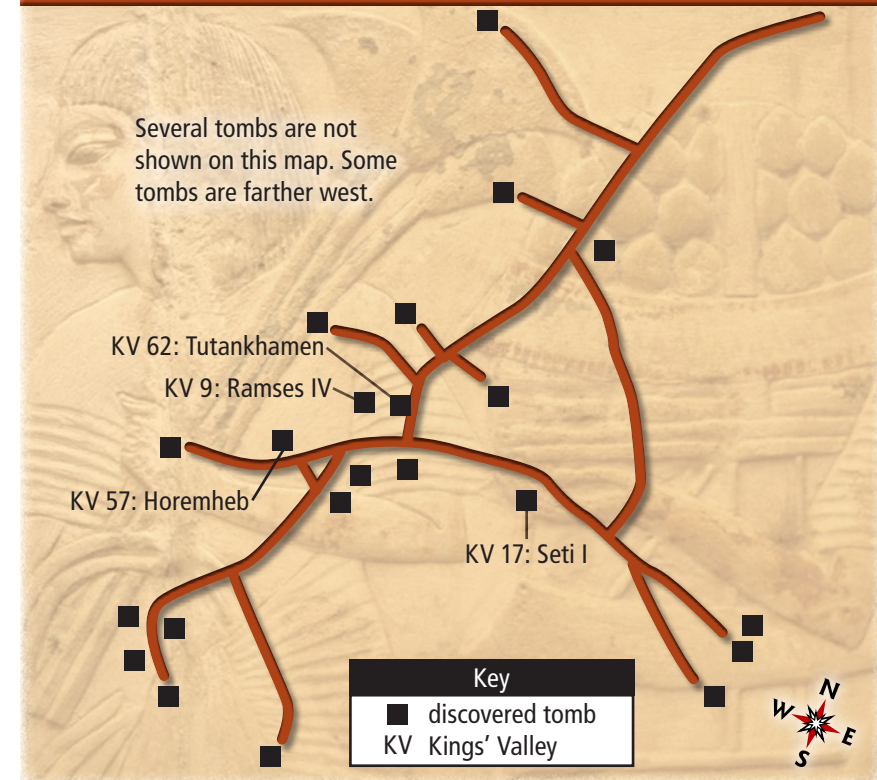 Several tombs are not
shown on this map. Some
tombs are farther west.
KV 62: Tutankhamen
KV 9: Ramses IV
KV 57: Horemheb
KV 17: Seti I
Key
discovered tomb
KV Kings' Valley
N
W
E
S